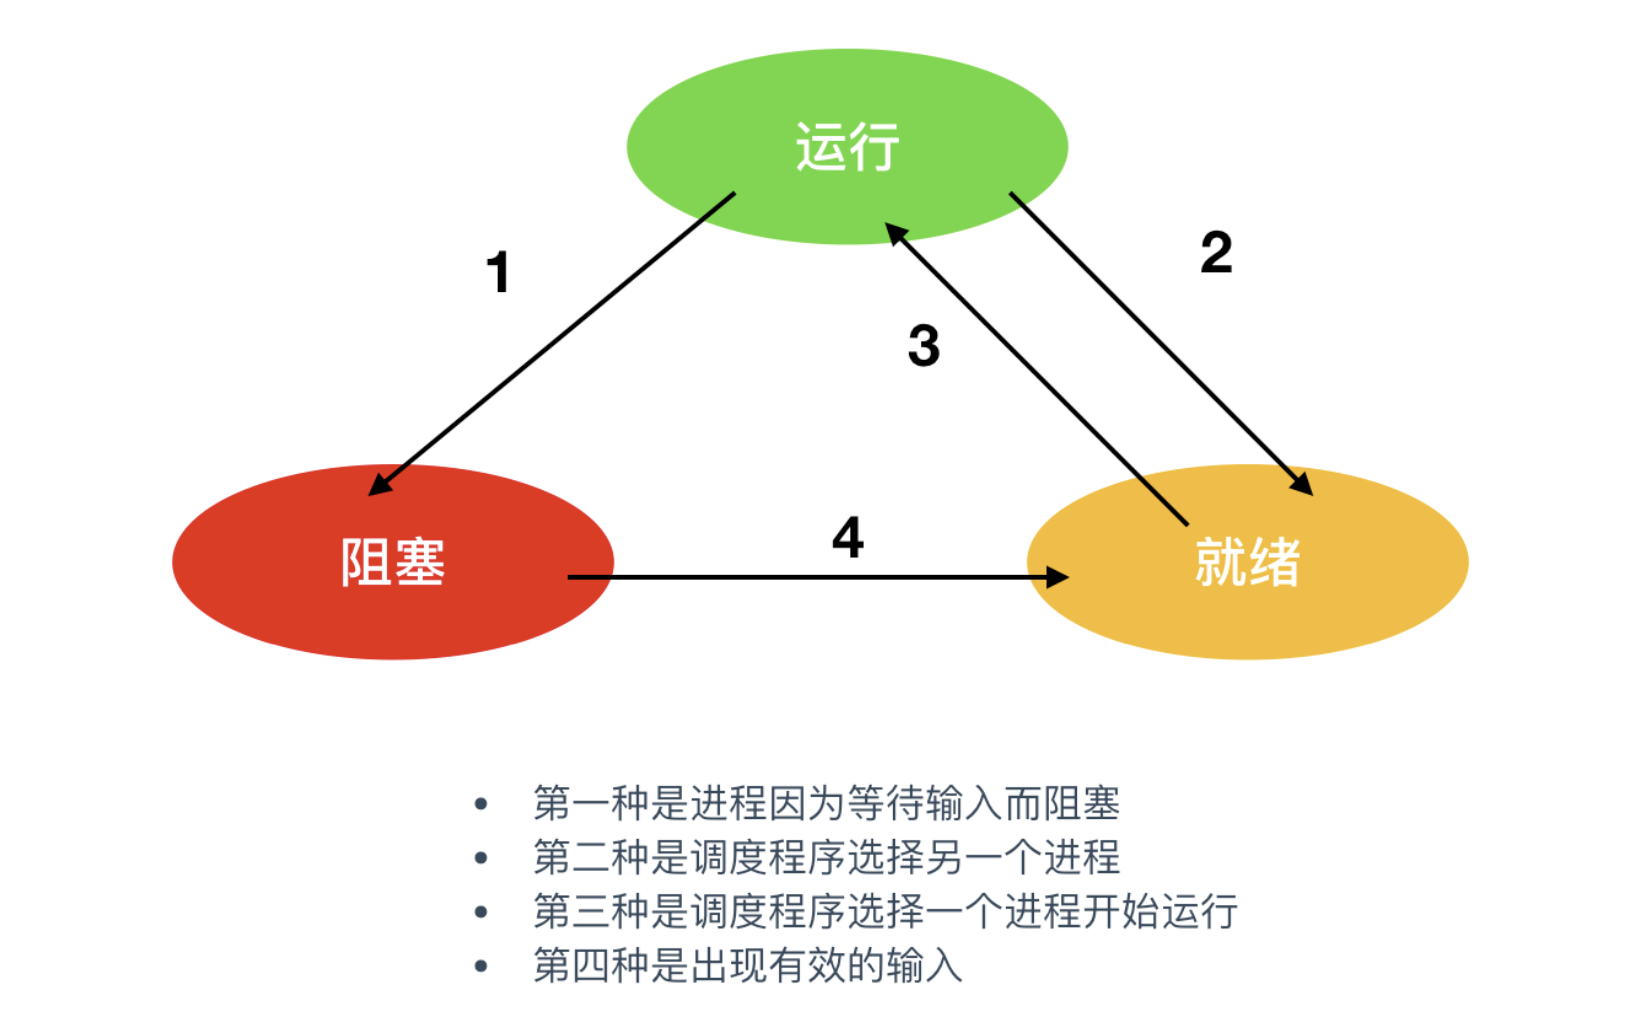 运行
1
2
3
4
阻塞
就绪
• 第一种是进程因为等待输入而阻塞
• 第二种是调度程序选择另一个进程
• 第三种是调度程序选择一个进程开始运行
• 第四种是出现有效的输入